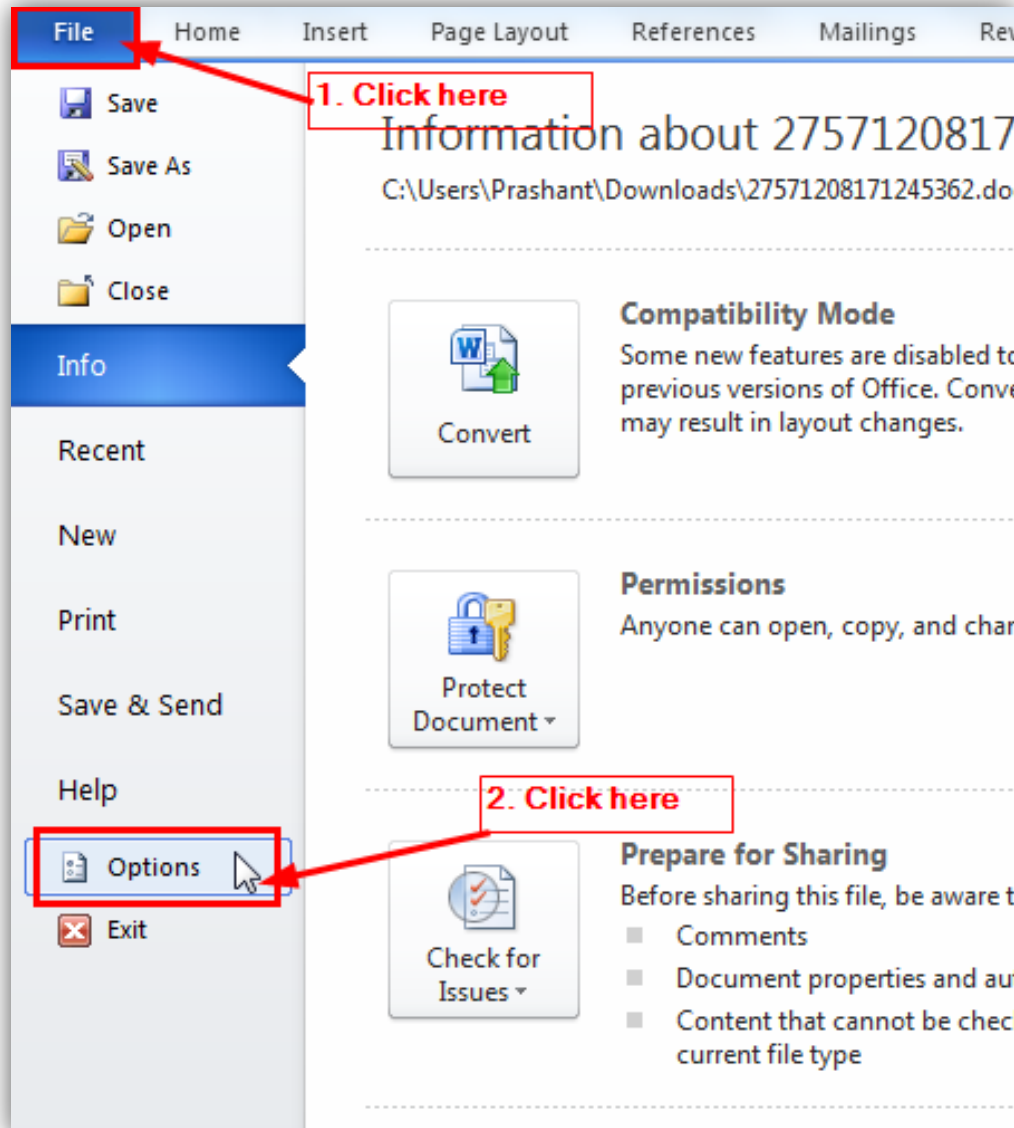 File Home Insert Page Layout References Mailings
1. Click here
Save
Information about 2757120817
Save As
C:\Users\Prashant\Downloads\27571208171245362.do
Open
Close
Info
Compatibility Mode
Some new features are disabled to
previous versions of Office. Conve
may result in layout changes.
Convert
Recent
New
Print
Save & Send
Help
Permissions
Anyone can open, copy, and char
Protect
Document
2. Click here
Options
Exit
Prepare for Sharing
Before sharing this file, be aware t
Comments
Document properties and aut
Content that cannot be chec
current file type
Check for
Issues